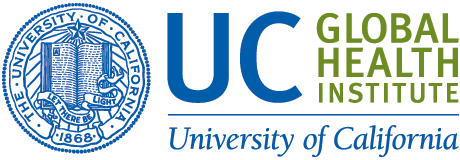 THE UNIVERSITY OF CALIFORNIA
LET THERE BE LIGHT
1868
UC
GLOBAL
HEALTH
INSTITUTE
University of California